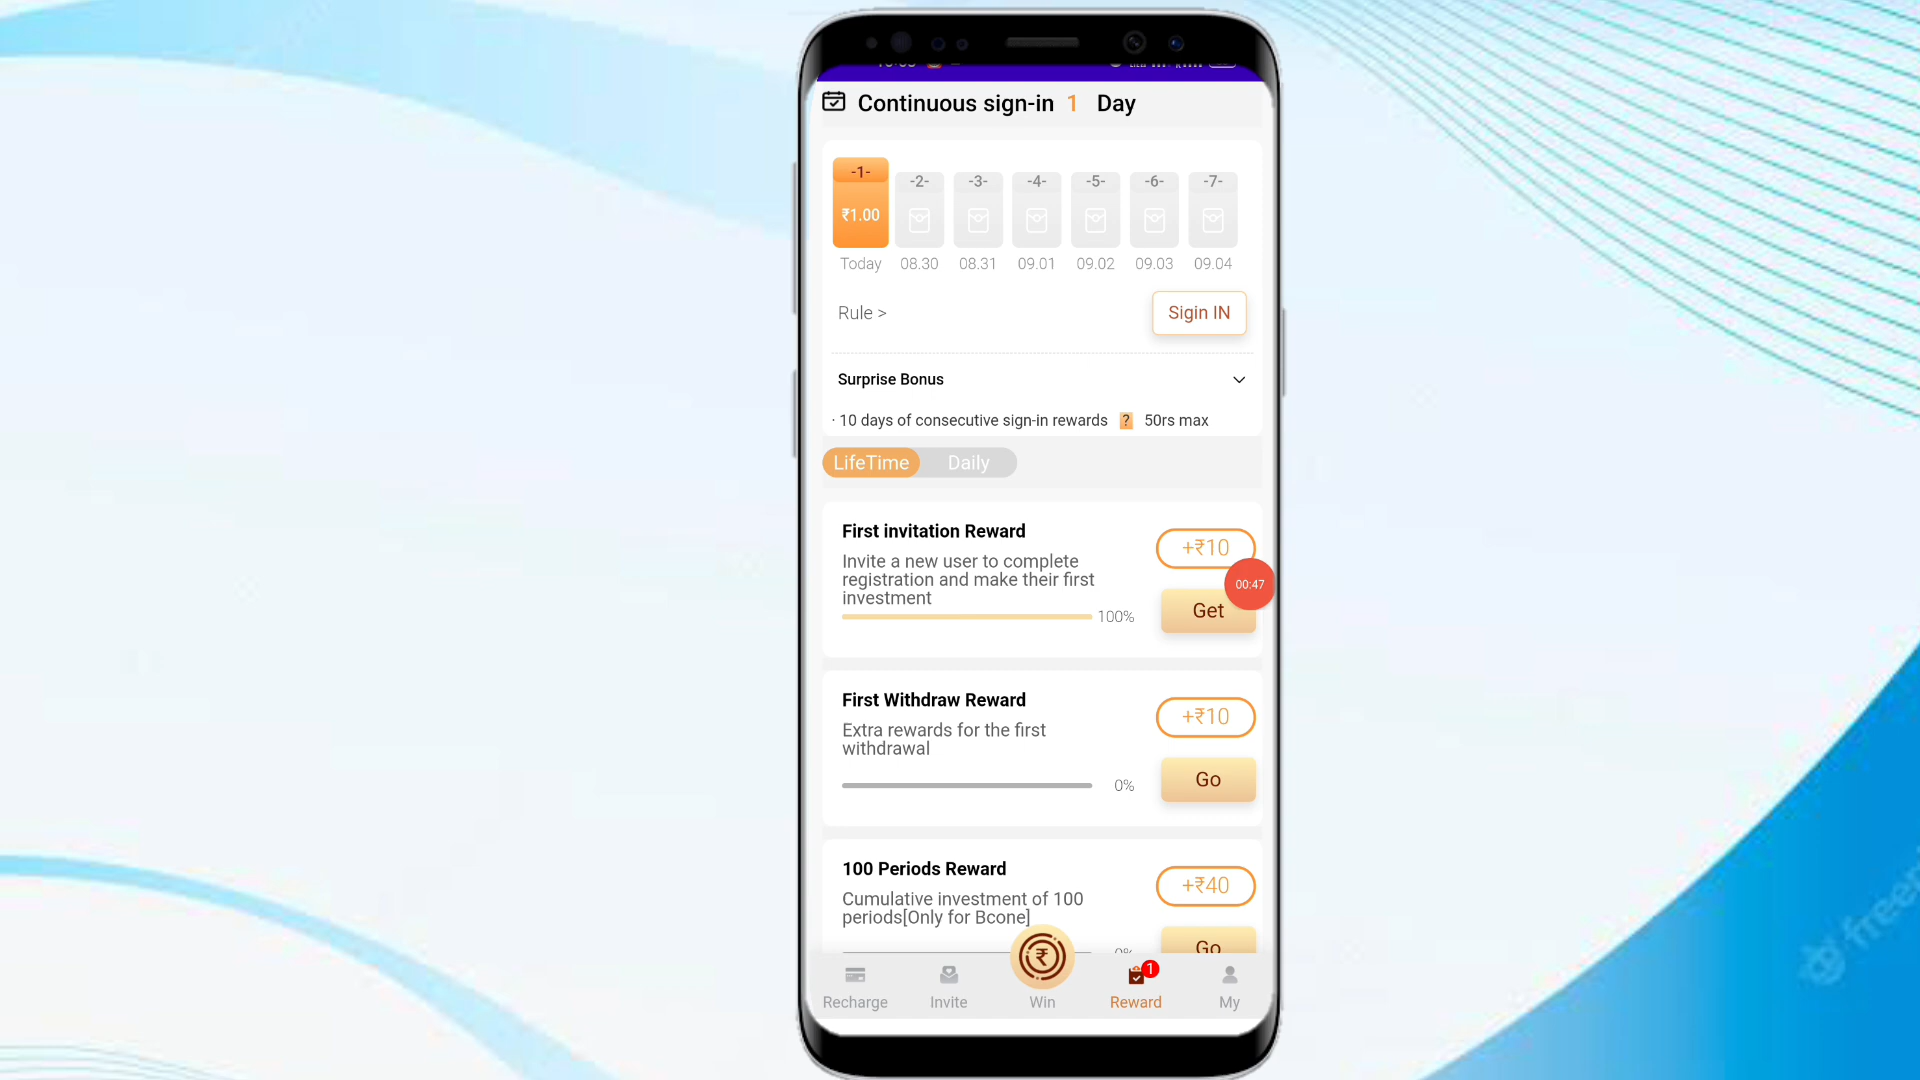 Continuous sign-in 1 Day
-1-
-2- -3- -4- -5- -6- -7-
₹1.00
Today 08.30 08.31 09.01 09.02 09.03 09.04
Rule >
Sigin IN
Surprise Bonus
· 10 days of consecutive sign-in rewards ? 50rs max
LifeTime Daily
First invitation Reward
+₹10
Invite a new user to complete
registration and make their first
investment
00:47
100%
Get
First Withdraw Reward
+₹10
Extra rewards for the first
withdrawal
0%
Go
100 Periods Reward
+₹40
Cumulative investment of 100
periods[Only for Bcone]
0%
Go
1
Recharge Invite Win Reward My